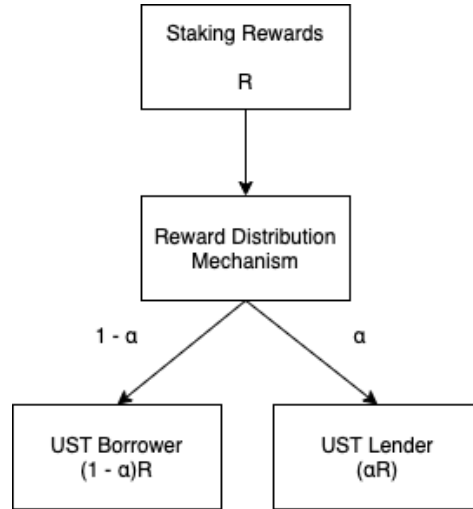 Staking Rewards
R
Reward Distribution
Mechanism
1 - α
α
UST Borrower
(1 - α)R
UST Lender
(αR)